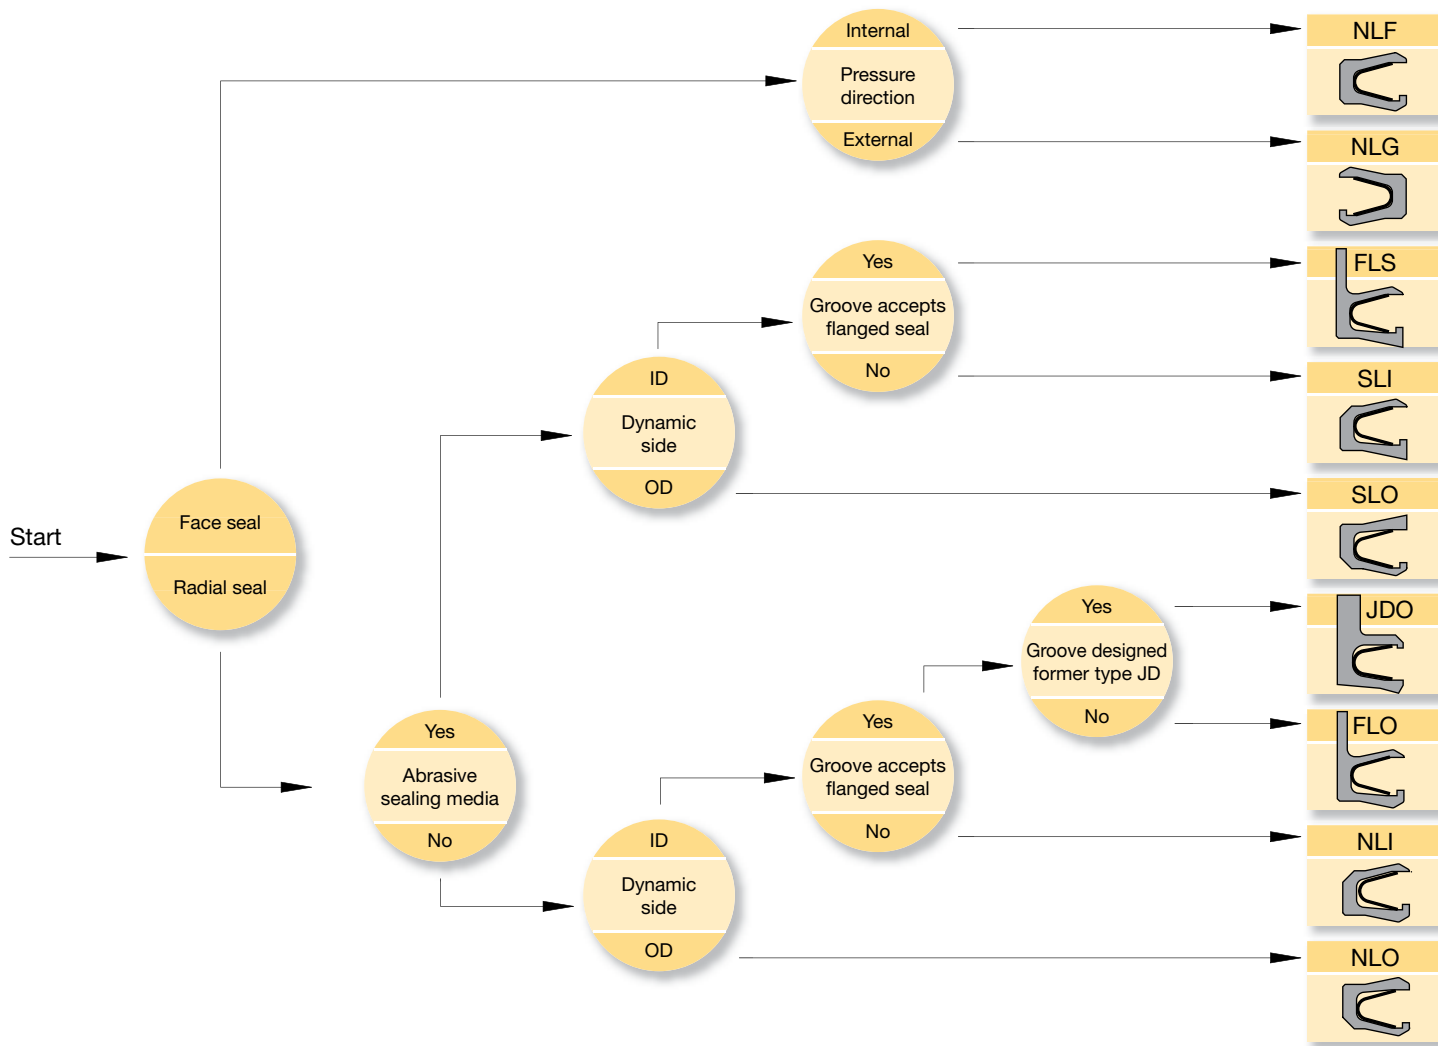 Internal
Pressure
direction
External
NLF
NLG
Yes
Groove accepts
flanged seal
No
FLS
SLI
ID
Dynamic
side
OD
SLO
Start
Face seal
Radial seal
Yes
Groove designed
former type JD
No
JDO
FLO
Yes
Abrasive
sealing media
No
Yes
Groove accepts
flanged seal
No
NLI
ID
Dynamic
side
OD
NLO